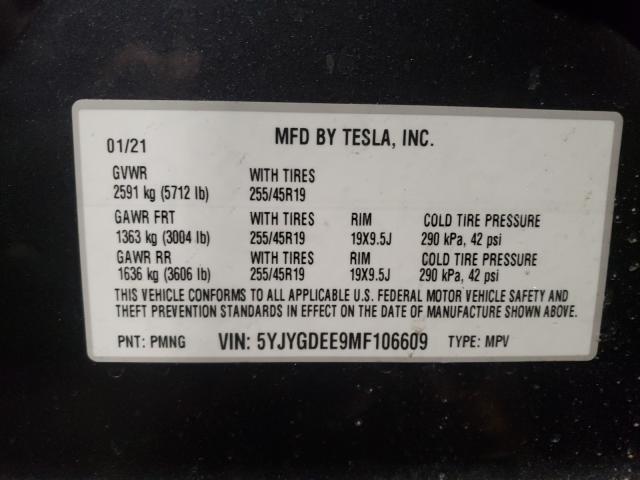 01/21 MFD BY TESLA, INC.
GVWR WITH TIRES
2591 kg (5712 lb) 255/45R19
GAWR FRT WITH TIRES RIM COLD TIRE PRESSURE
1363 kg (3004 lb) 255/45R19 19X9.5J 290 kPa, 42 psi
GAWR RR WITH TIRES RIM COLD TIRE PRESSURE
1636 kg (3606 lb) 255/45R19 19X9.5J 290 kPa, 42 psi
THIS VEHICLE CONFORMS TO ALL APPLICABLE U.S. FEDERAL MOTOR VEHICLE SAFETY AND
THEFT PREVENTION STANDARDS IN EFFECT ON THE DATE OF MANUFACTURE SHOWN ABOVE.
PNT: PMNG VIN: 5YJYGDEE9MF106609 TYPE: MPV